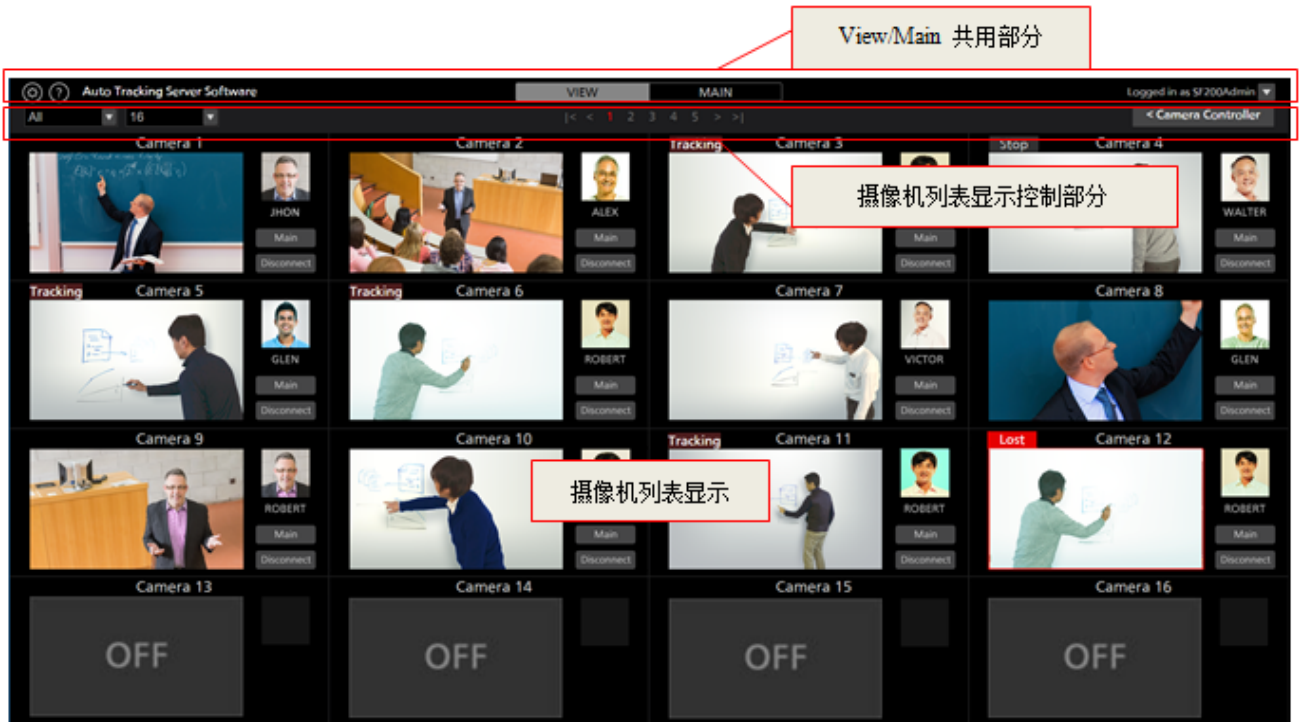 View/Main 共用部分
Auto Tracking Server Software
VIEW
MAIN
Logged in as SF200Admin
All
16
|< < 1 2 3 4 5 > >|
< Camera Controller
Camera 1
Camera 2
Tracking
Camera 3
Stop
Camera 4
摄像机列表显示控制部分
JHON
Main
Disconnect
ALEX
Main
Disconnect
Main
Disconnect
WALTER
Main
Disconnect
Tracking
Camera 5
Tracking
Camera 6
Camera 7
Camera 8
GLEN
Main
Disconnect
ROBERT
Main
Disconnect
VICTOR
Main
Disconnect
GLEN
Main
Disconnect
Camera 9
Camera 10
Tracking
Camera 11
Lost
Camera 12
摄像机列表显示
ROBERT
Main
Disconnect
Main
Disconnect
ROBERT
Main
Disconnect
ROBERT
Main
Disconnect
Camera 13
Camera 14
Camera 15
Camera 16
OFF
OFF
OFF
OFF